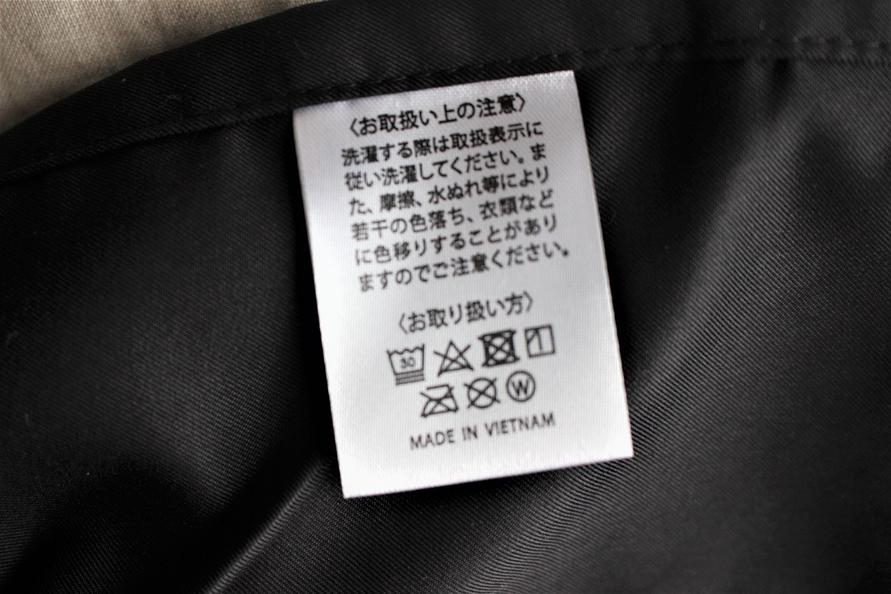 〈お取扱い上の注意〉
洗濯する際は取扱表示に
従い洗濯してください。ま
た、摩擦、水ぬれ等により
若干の色落ち、衣類など
に色移りすることがあり
ますのでご注意ください。
〈お取り扱い方〉
30
W
MADE IN VIETNAM